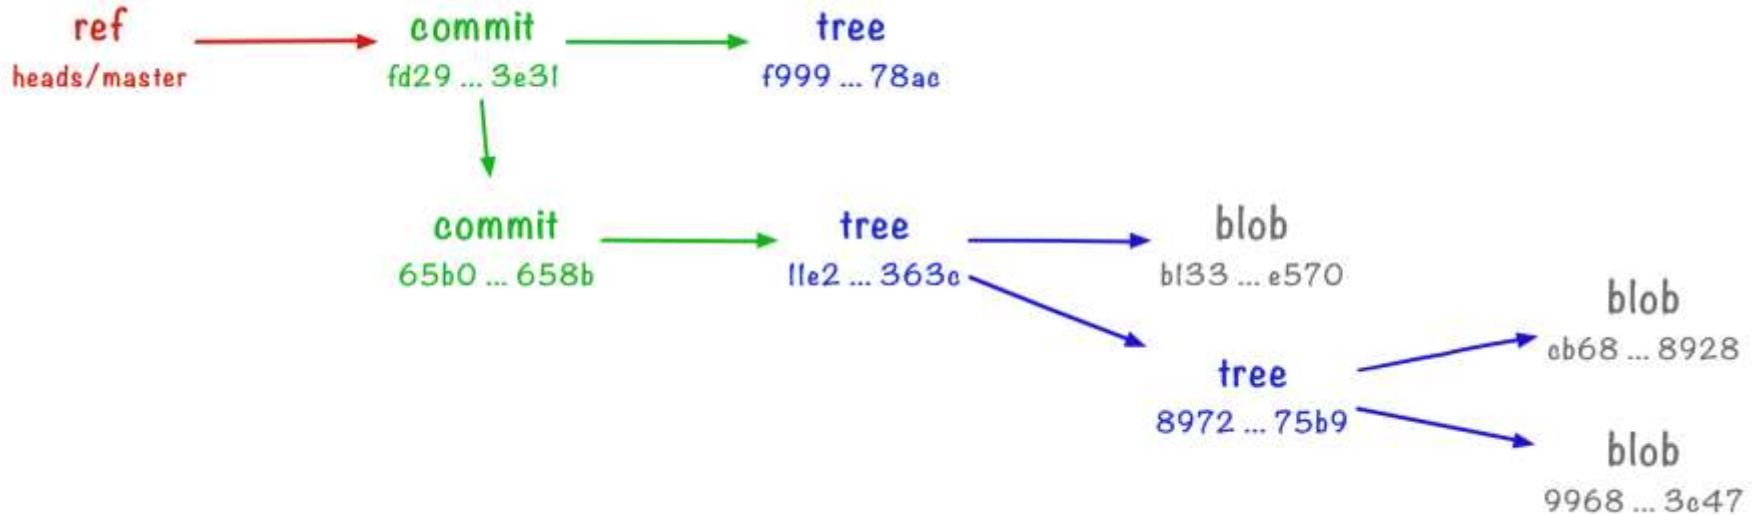 ref
heads/master
commit
fd29 ... 3e31
tree
f999 ... 78ac
commit
65b0 ... 658b
tree
11e2 ... 363c
blob
b133 ... e570
tree
8972 ... 75b9
blob
cb68 ... 8928
blob
9968 ... 3c47